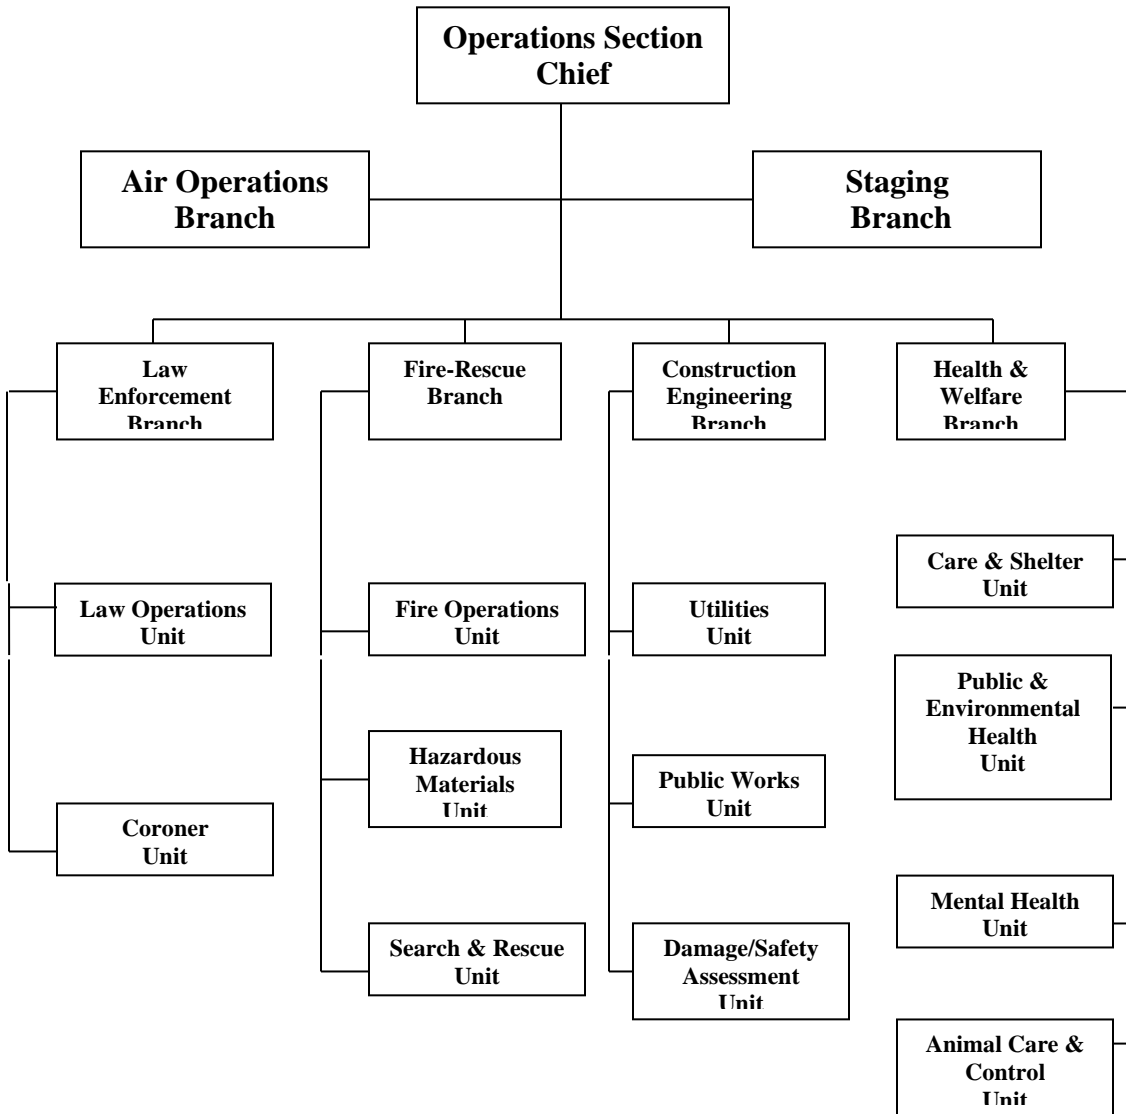 Operations Section
Chief
Air Operations
Branch
Staging
Branch
Law
Enforcement
Branch
Fire-Rescue
Branch
Construction
Engineering
Branch
Health &
Welfare
Branch
Care & Shelter
Unit
Law Operations
Unit
Fire Operations
Unit
Utilities
Unit
Public &
Environmental
Health
Unit
Hazardous
Materials
Unit
Public Works
Unit
Coroner
Unit
Mental Health
Unit
Search & Rescue
Unit
Damage/Safety
Assessment
Unit
Animal Care &
Control
Unit